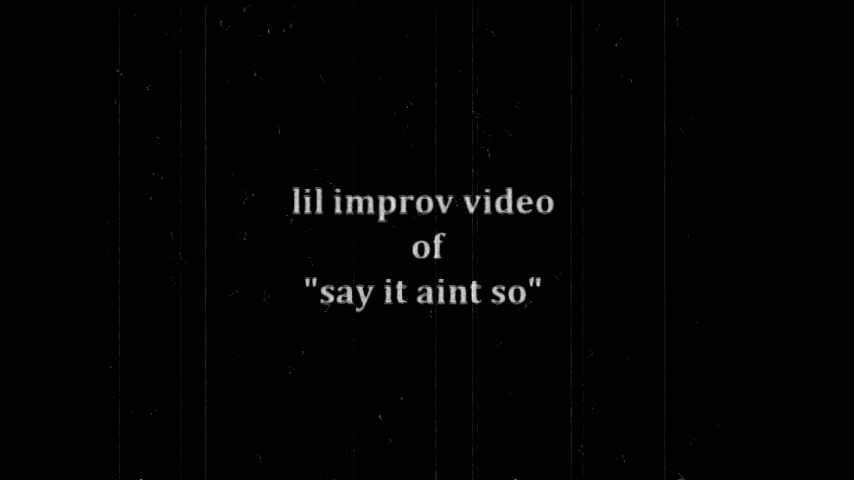 lil improv video
of
"say it aint so"